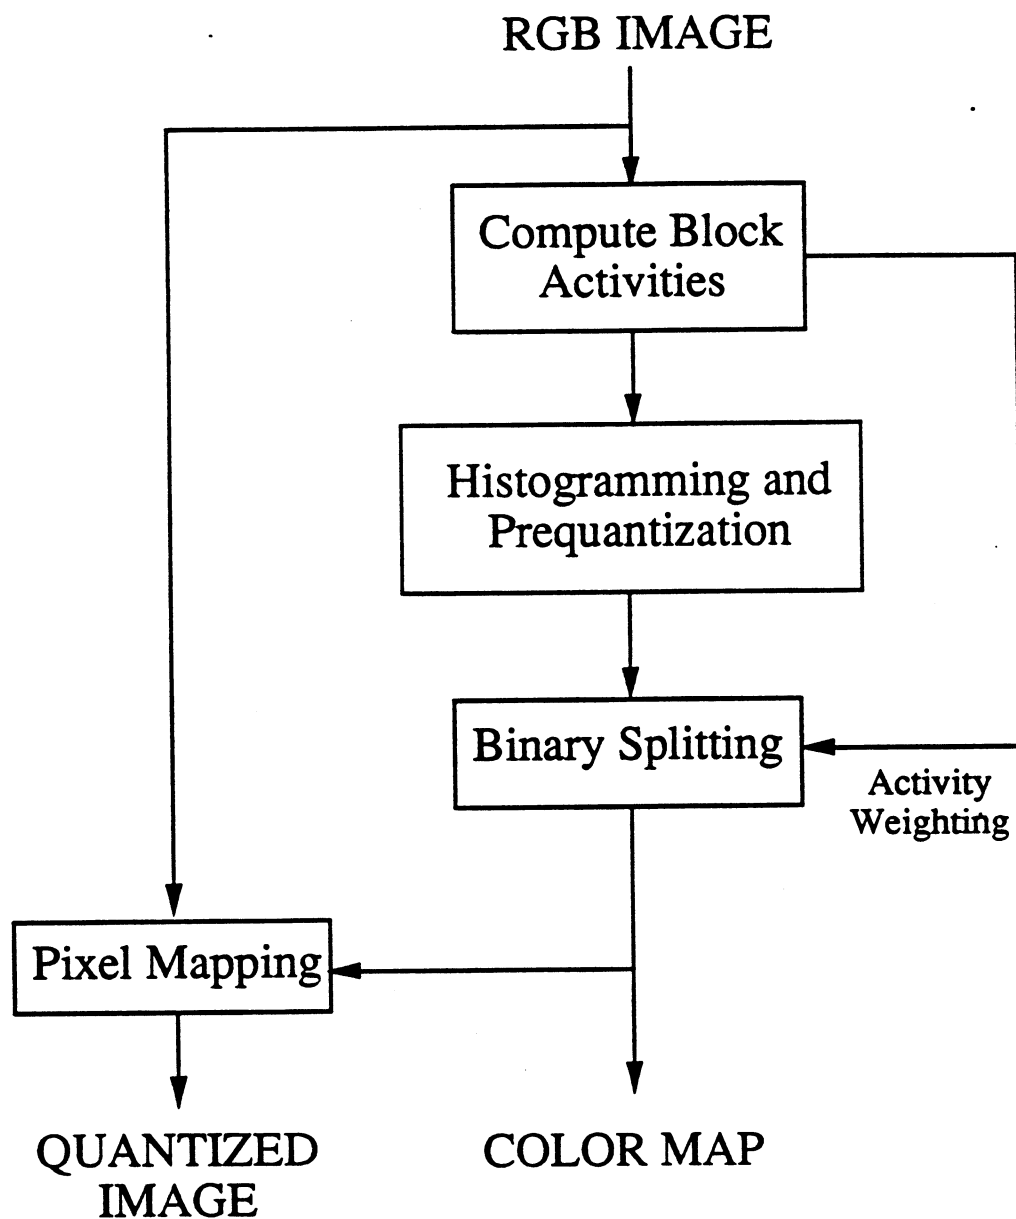 RGB IMAGE
Compute Block
Activities
Histogramming and
Prequantization
Binary Splitting
Activity
Weighting
Pixel Mapping
QUANTIZED
IMAGE
COLOR MAP